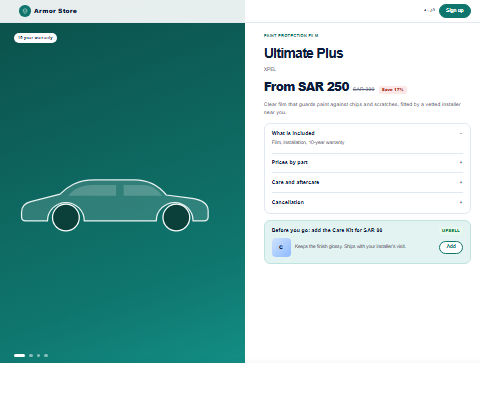 Armor Store
Sign up
10 year warranty
PAINT PROTECTION FILM
Ultimate Plus
XPEL
From SAR 250 SAR 300 Save 17%
Clear film that guards paint against chips and scratches, fitted by a vetted installer
near you.
What is included
Film, installation, 10-year warranty
Prices by part
Care and aftercare
Cancellation
Before you go: add the Care Kit for SAR 89
UPSELL
Keeps the finish glossy. Ships with your installer's visit.
Add